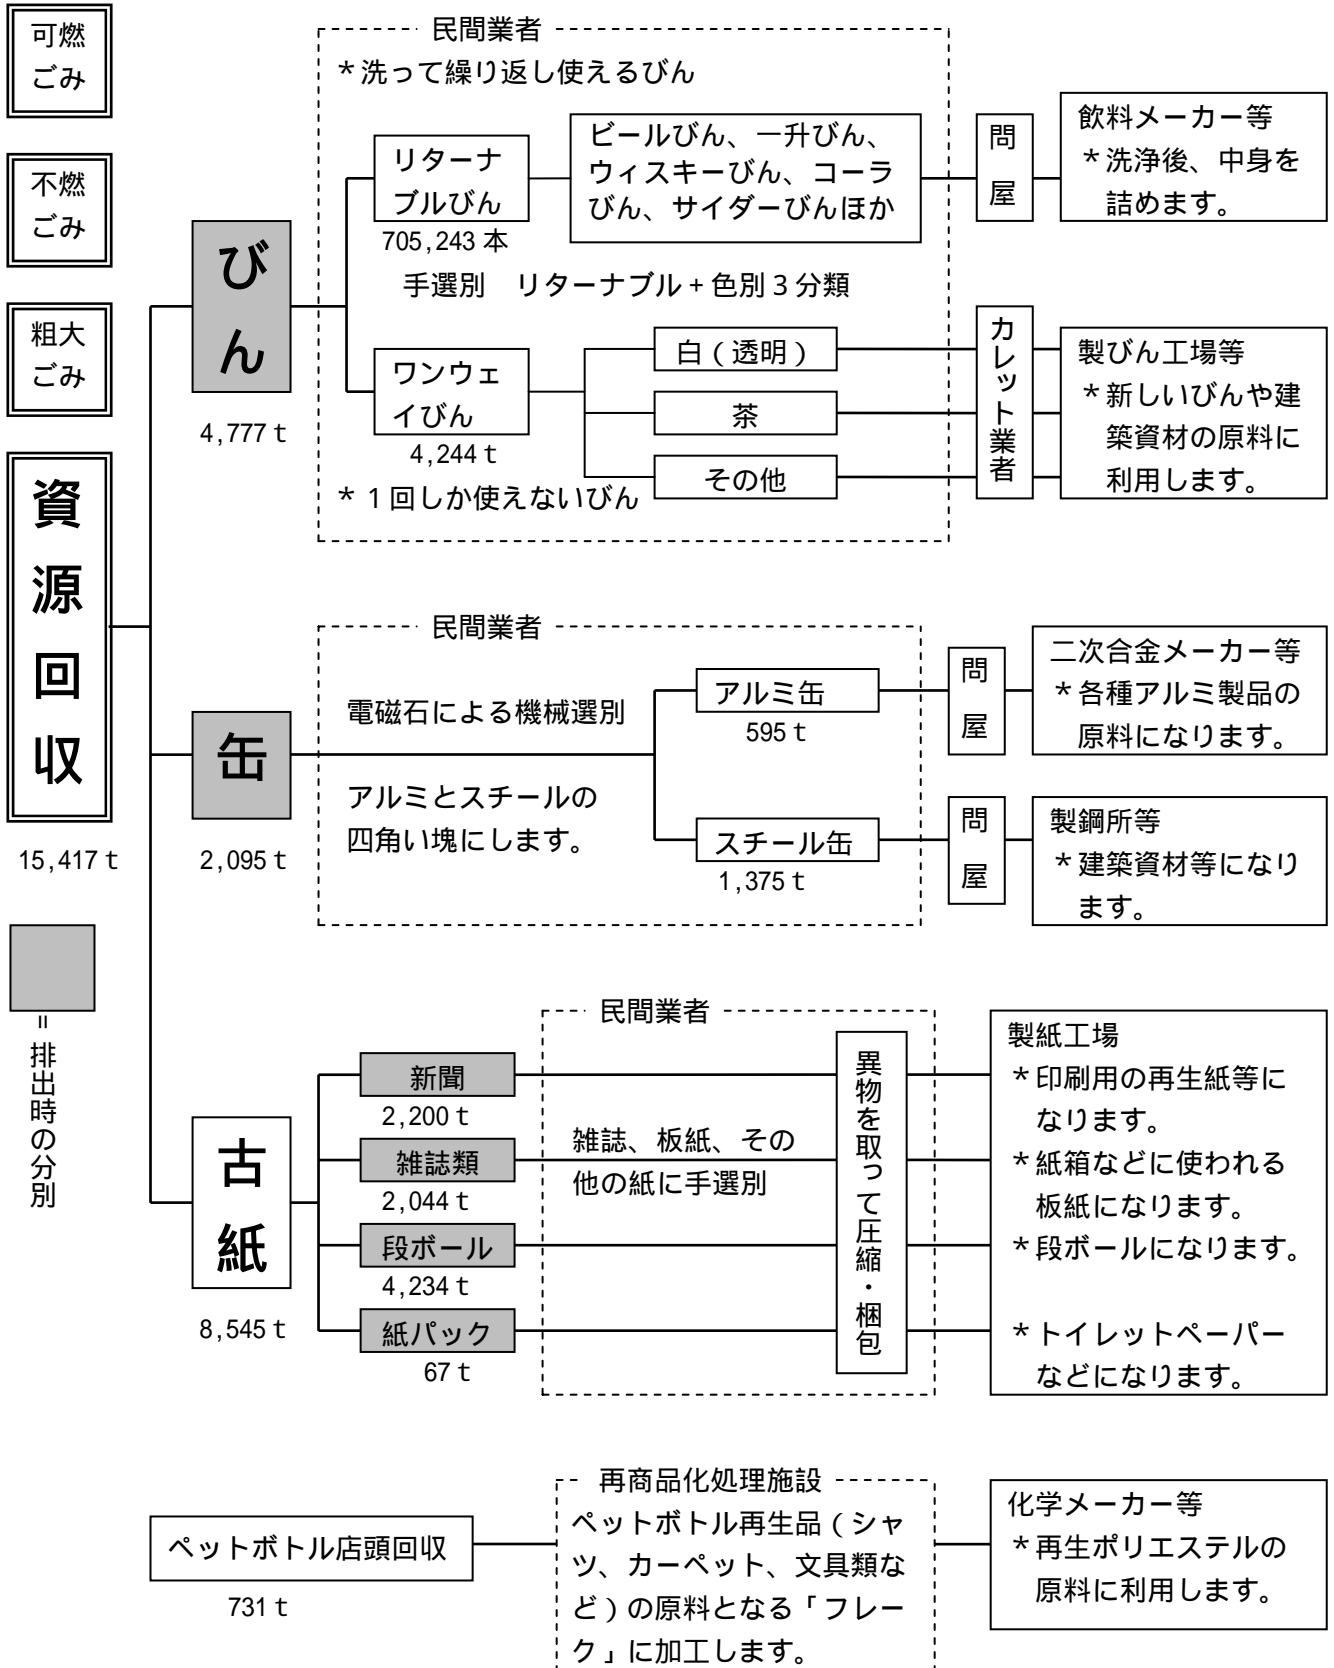 可燃
ごみ
不燃
ごみ
粗大
ごみ
資源回収
15,417 t
＝排出時の分別
びん
4,777 t
民間業者
*洗って繰り返し使えるびん
リターナ
ブルびん
705,243 本
ビールびん、一升びん、
ウィスキーびん、コーラ
びん、サイダーびんほか
問屋
飲料メーカー等
*洗浄後、中身を
詰めます。
手選別　リターナブル+色別3分類
ワンウェ
イびん
4,244 t
*1回しか使えないびん
白（透明）
茶
その他
カレット業者
製びん工場等
*新しいびんや建
築資材の原料に
利用します。
缶
2,095 t
民間業者
電磁石による機械選別
アルミとスチールの
四角い塊にします。
アルミ缶
595 t
問屋
二次合金メーカー等
*各種アルミ製品の
原料になります。
スチール缶
1,375 t
問屋
製鋼所等
*建築資材等になり
ます。
古紙
8,545 t
新聞
2,200 t
雑誌類
2,044 t
段ボール
4,234 t
紙パック
67 t
民間業者
雑誌、板紙、その
他の紙に手選別
異物を取って圧縮・梱包
製紙工場
*印刷用の再生紙等に
なります。
*紙箱などに使われる
板紙になります。
*段ボールになります。
*トイレットペーパー
などになります。
ペットボトル店頭回収
731 t
再商品化処理施設
ペットボトル再生品（シャ
ツ、カーペット、文具類な
ど）の原料となる「フレー
ク」に加工します。
化学メーカー等
*再生ポリエステルの
原料に利用します。